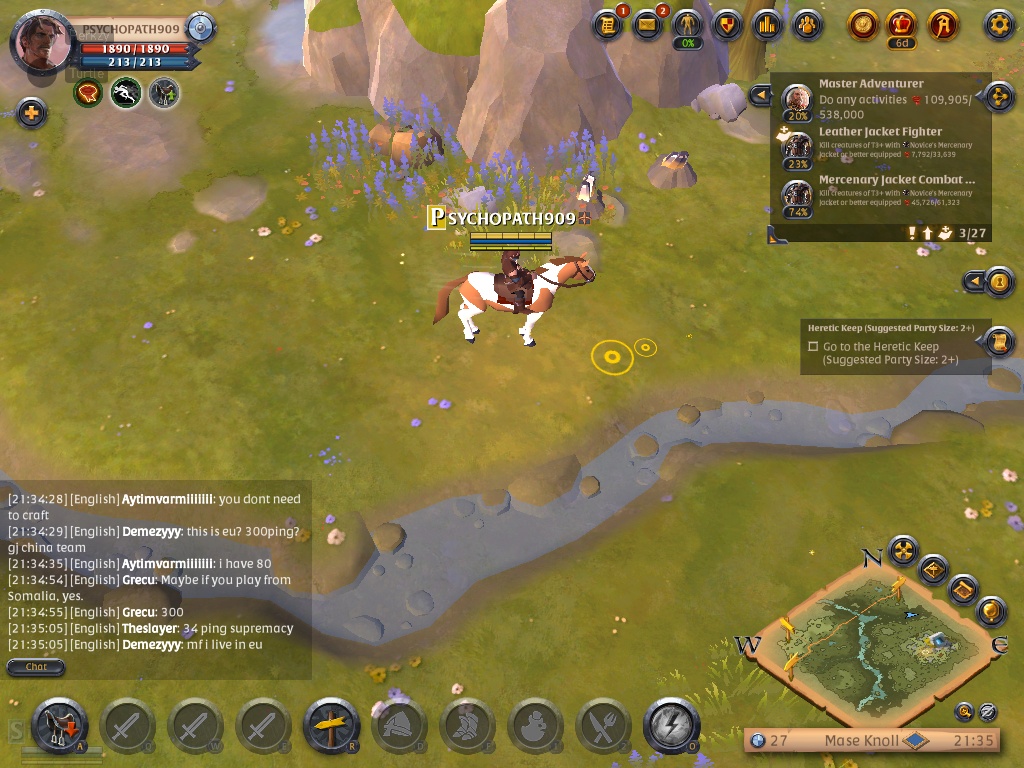 PSYCHOPATH909
1890 / 1890
213 / 213
Turtle
1
2
0%
6d
Master Adventurer
Do any activities 109,905/
538,000
20%
Leather Jacket Fighter
Kill creatures of T3+ with Novice's Mercenary
Jacket or better equipped 7,792/33,639
23%
Mercenary Jacket Combat ...
Kill creatures of T3+ with Novice's Mercenary
Jacket or better equipped 45,726/61,323
74%
3/27
PSYCHOPATH909
Heretic Keep (Suggested Party Size: 2+)
Go to the Heretic Keep
(Suggested Party Size: 2+)
[21:34:28] [English] Aytimvarmiiiiiii: you dont need
to craft
[21:34:29] [English] Demezyyy: this is eu? 300ping?
gj china team
[21:34:35] [English] Aytimvarmiiiiiii: i have 80
[21:34:54] [English] Grecu: Maybe if you play from
Somalia, yes.
[21:34:55] [English] Grecu: 300
[21:35:05] [English] Theslayer: 34 ping supremacy
[21:35:05] [English] Demezyyy: mf i live in eu
Chat
N
W
E
S
A
Q
W
E
R
D
F
O
27
Mase Knoll
21:35